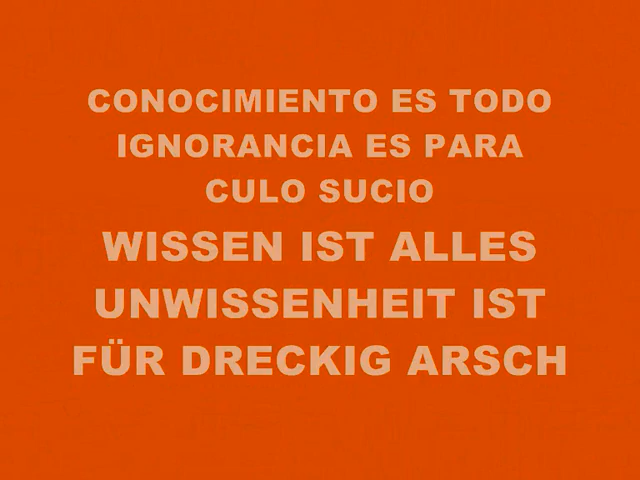 CONOCIMIENTO ES TODO
IGNORANCIA ES PARA
CULO SUCIO
WISSEN IST ALLES
UNWISSENHEIT IST
FÜR DRECKIG ARSCH